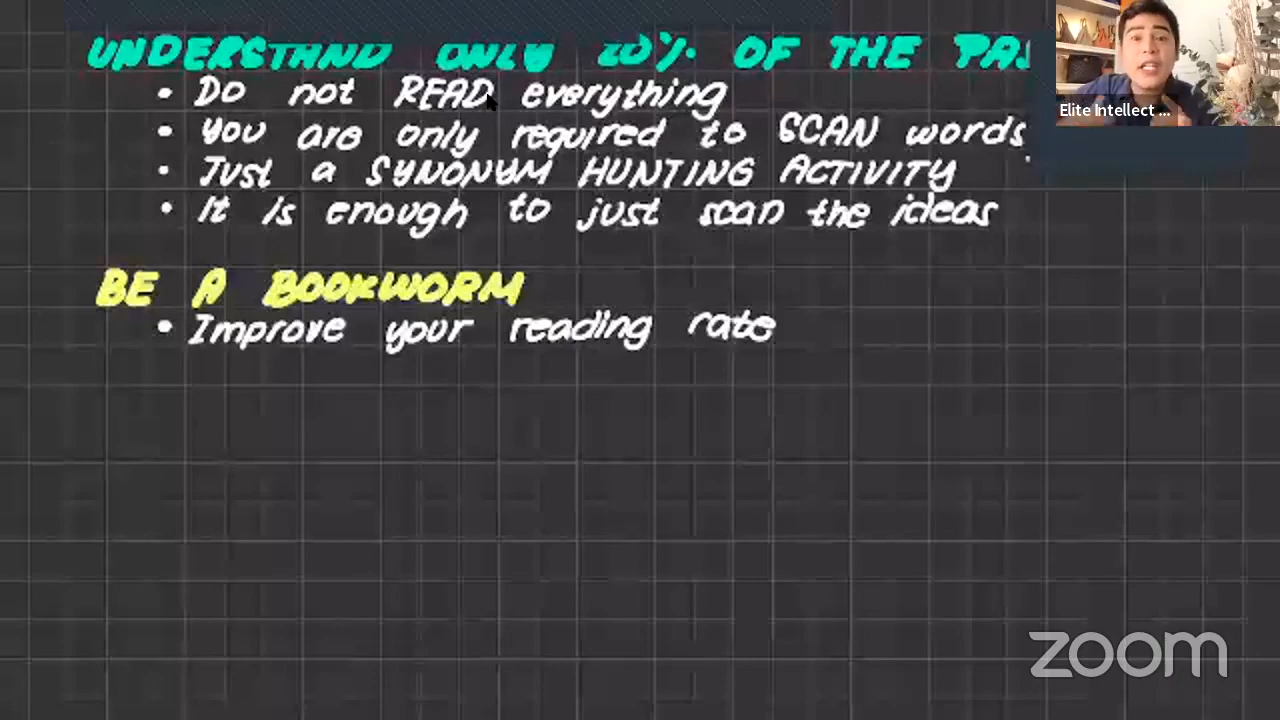 UNDERSTAND ONLY 20% OF THE PAS
• Do not READ everything
• You are only required to SCAN words
• Just a SYNONYM HUNTING ACTIVITY
• It is enough to just scan the ideas
BE A BOOKWORM
• Improve your reading rate
Elite Intellect ...
zoom